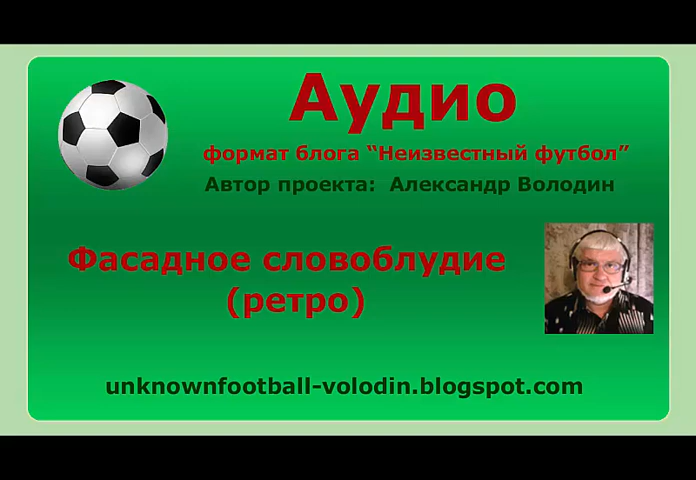 Аудио
формат блога “Неизвестный футбол”
Автор проекта: Александр Володин
Фасадное словоблудие
(ретро)
unknownfootball-volodin.blogspot.com